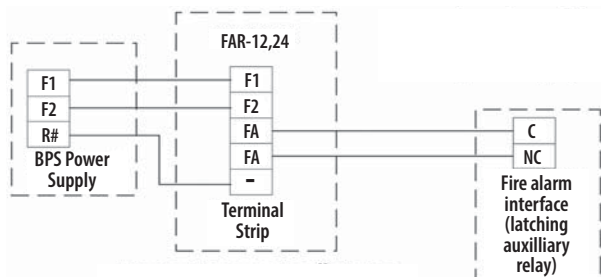 FAR-12,24
F1
F2
R#
BPS Power
Supply
F1
F2
FA
FA
-
Terminal
Strip
C
NC
Fire alarm
interface
(latching
auxilliary
relay)